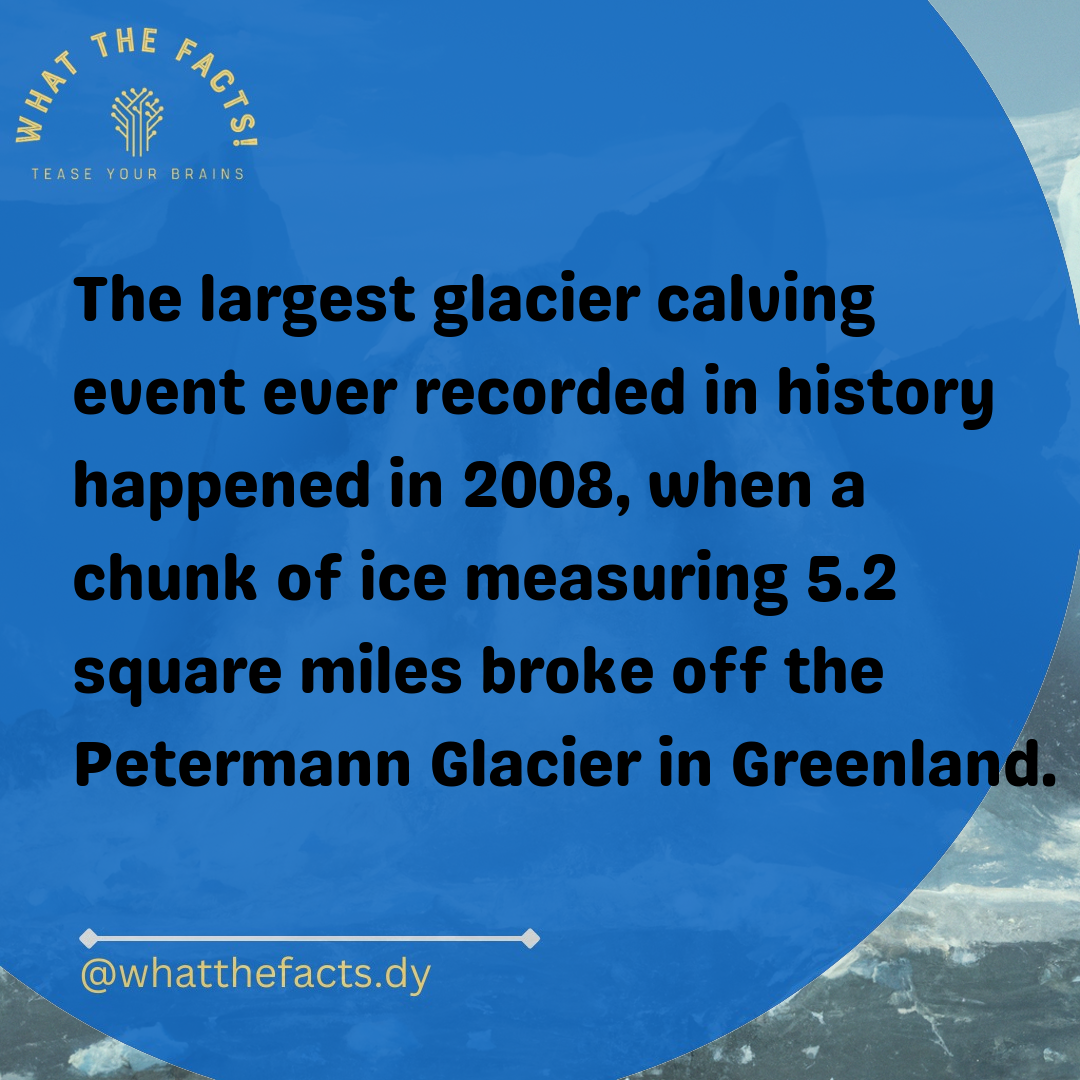 WHAT THE FACTS!
TEASE YOUR BRAINS
The largest glacier calving
event ever recorded in history
happened in 2008, when a
chunk of ice measuring 5.2
square miles broke off the
Petermann Glacier in Greenland.
@whatthefacts.dy